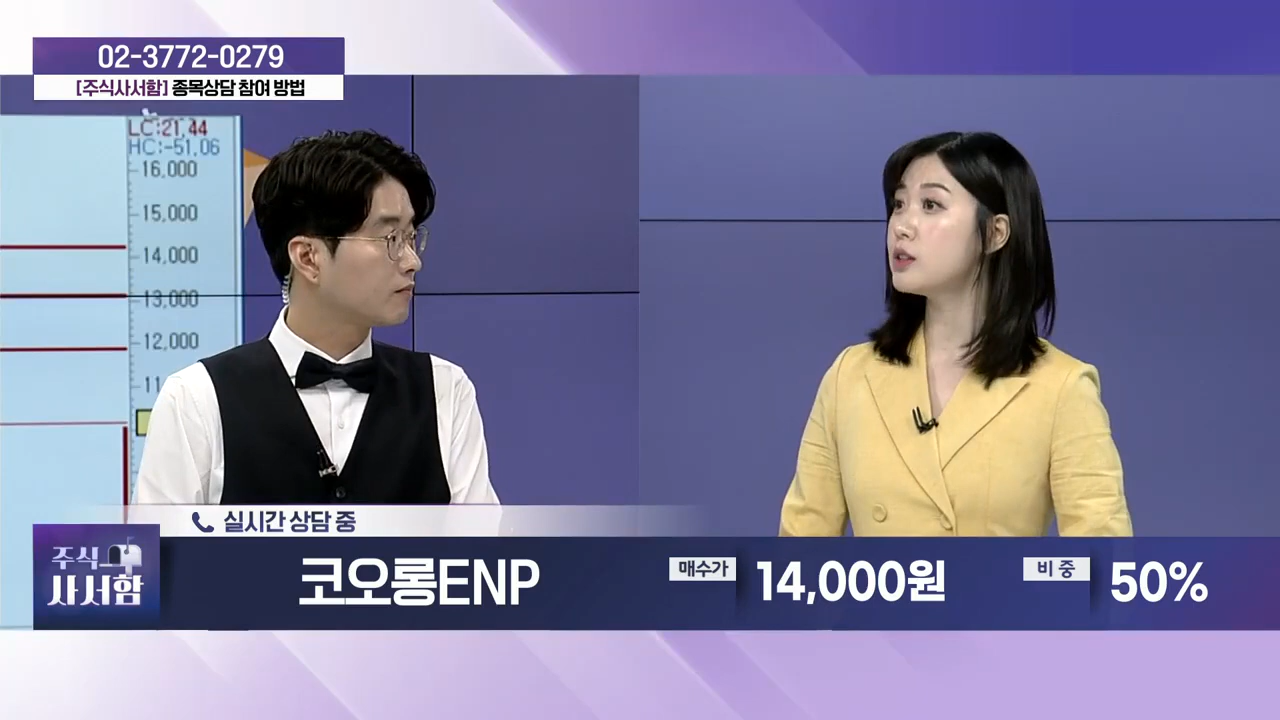 02-3772-0279
[주식사서함] 종목상담 참여 방법
LC:21,44
HC:-51,06
16,000
15,000
14,000
13,000
12,000
11
실시간 상담 중
주식
사서함
코오롱ENP
매수가
14,000원
비 중
50%